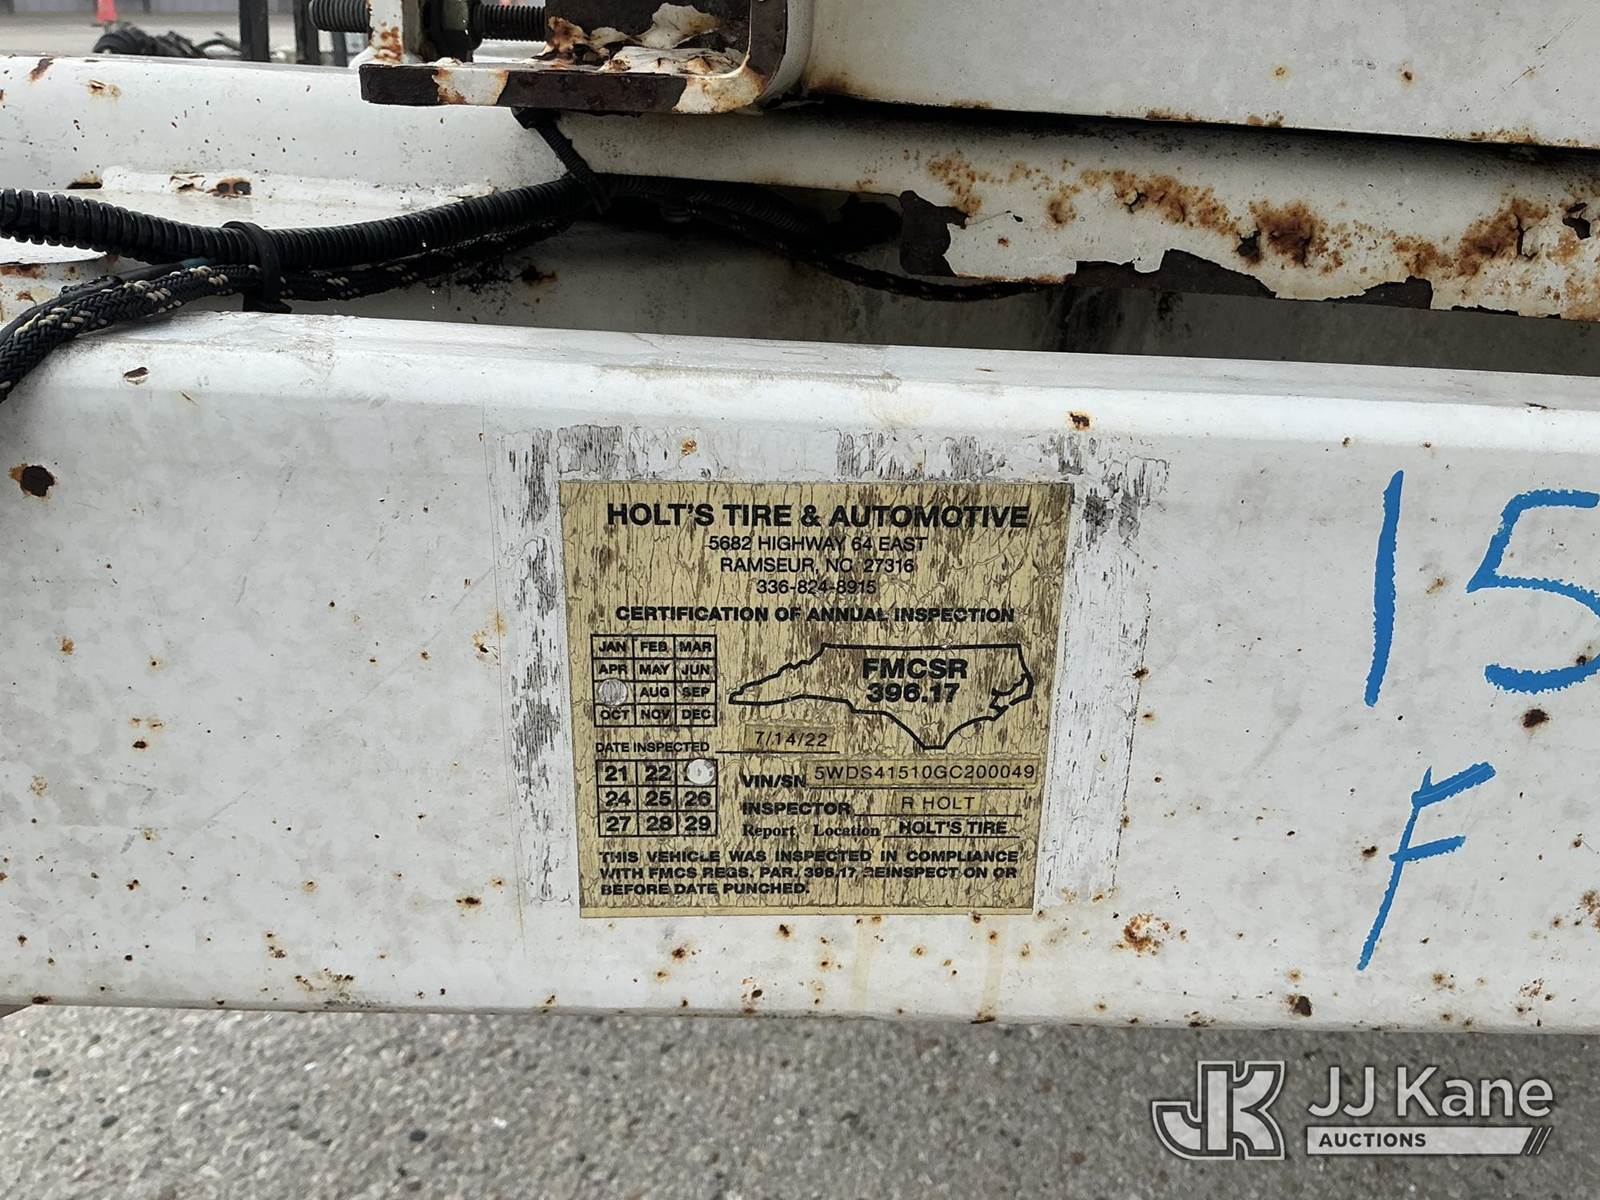 HOLT'S TIRE & AUTOMOTIVE
5682 HIGHWAY 64 EAST
RAMSEUR, NC 27316
336-824-8915
CERTIFICATION OF ANNUAL INSPECTION
JAN FEB MAR
APR MAY JUN
AUG SEP
OCT NOV DEC
FMCSR
396.17
DATE INSPECTED 7/14/22
21 22
24 25 26
27 28 29
VIN/SN 5WDS41510GC200049
INSPECTOR R HOLT
Report Location HOLT'S TIRE
THIS VEHICLE WAS INSPECTED IN COMPLIANCE
WITH FMCS REGS. PAR. 396.17, REINSPECT ON OR
BEFORE DATE PUNCHED.
15
F
JK JJ Kane
AUCTIONS